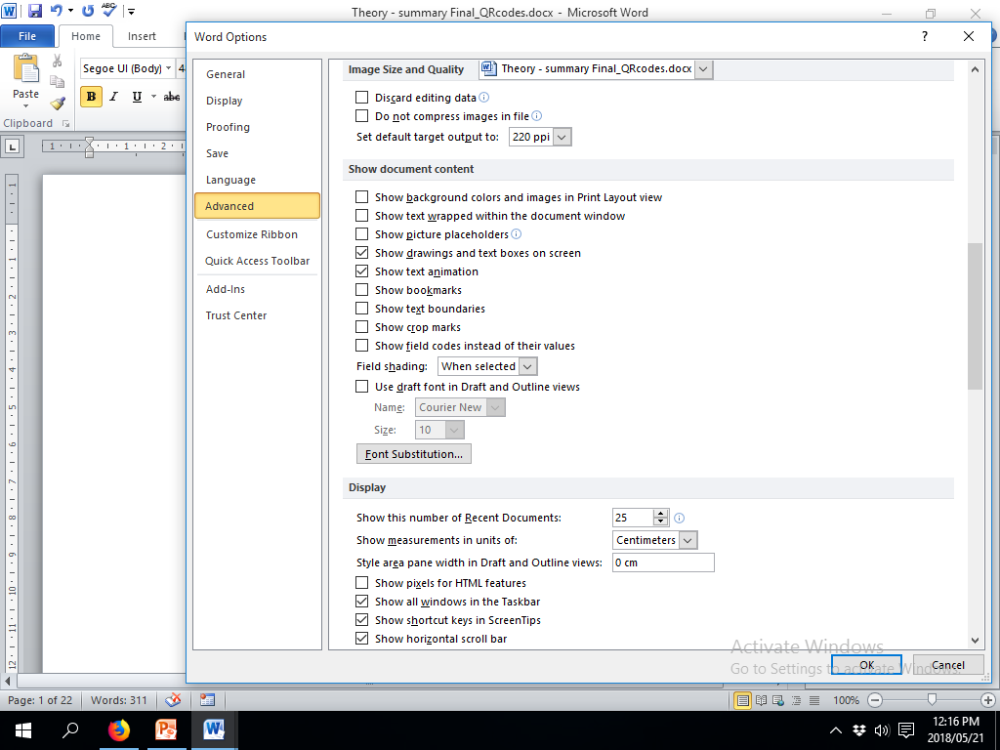 Theory - summary Final_QRcodes.docx - Microsoft Word
File Home Insert
Word Options
?
Segoe UI (Body) 4
Paste
B I U abc
Clipboard
General
Display
Proofing
Save
Language
Advanced
Customize Ribbon
Quick Access Toolbar
Add-Ins
Trust Center
Image Size and Quality Theory - summary Final_QRcodes.docx
Discard editing data
Do not compress images in file
Set default target output to: 220 ppi
Show document content
Show background colors and images in Print Layout view
Show text wrapped within the document window
Show picture placeholders
Show drawings and text boxes on screen
Show text animation
Show bookmarks
Show text boundaries
Show crop marks
Show field codes instead of their values
Field shading: When selected
Use draft font in Draft and Outline views
Name: Courier New
Size: 10
Font Substitution...
Display
Show this number of Recent Documents: 25
Show measurements in units of: Centimeters
Style area pane width in Draft and Outline views: 0 cm
Show pixels for HTML features
Show all windows in the Taskbar
Show shortcut keys in ScreenTips
Show horizontal scroll bar
Activate Windows
Go to Settings to activate Windows.
OK Cancel
Page: 1 of 22 Words: 311 100%
12:16 PM
2018/05/21